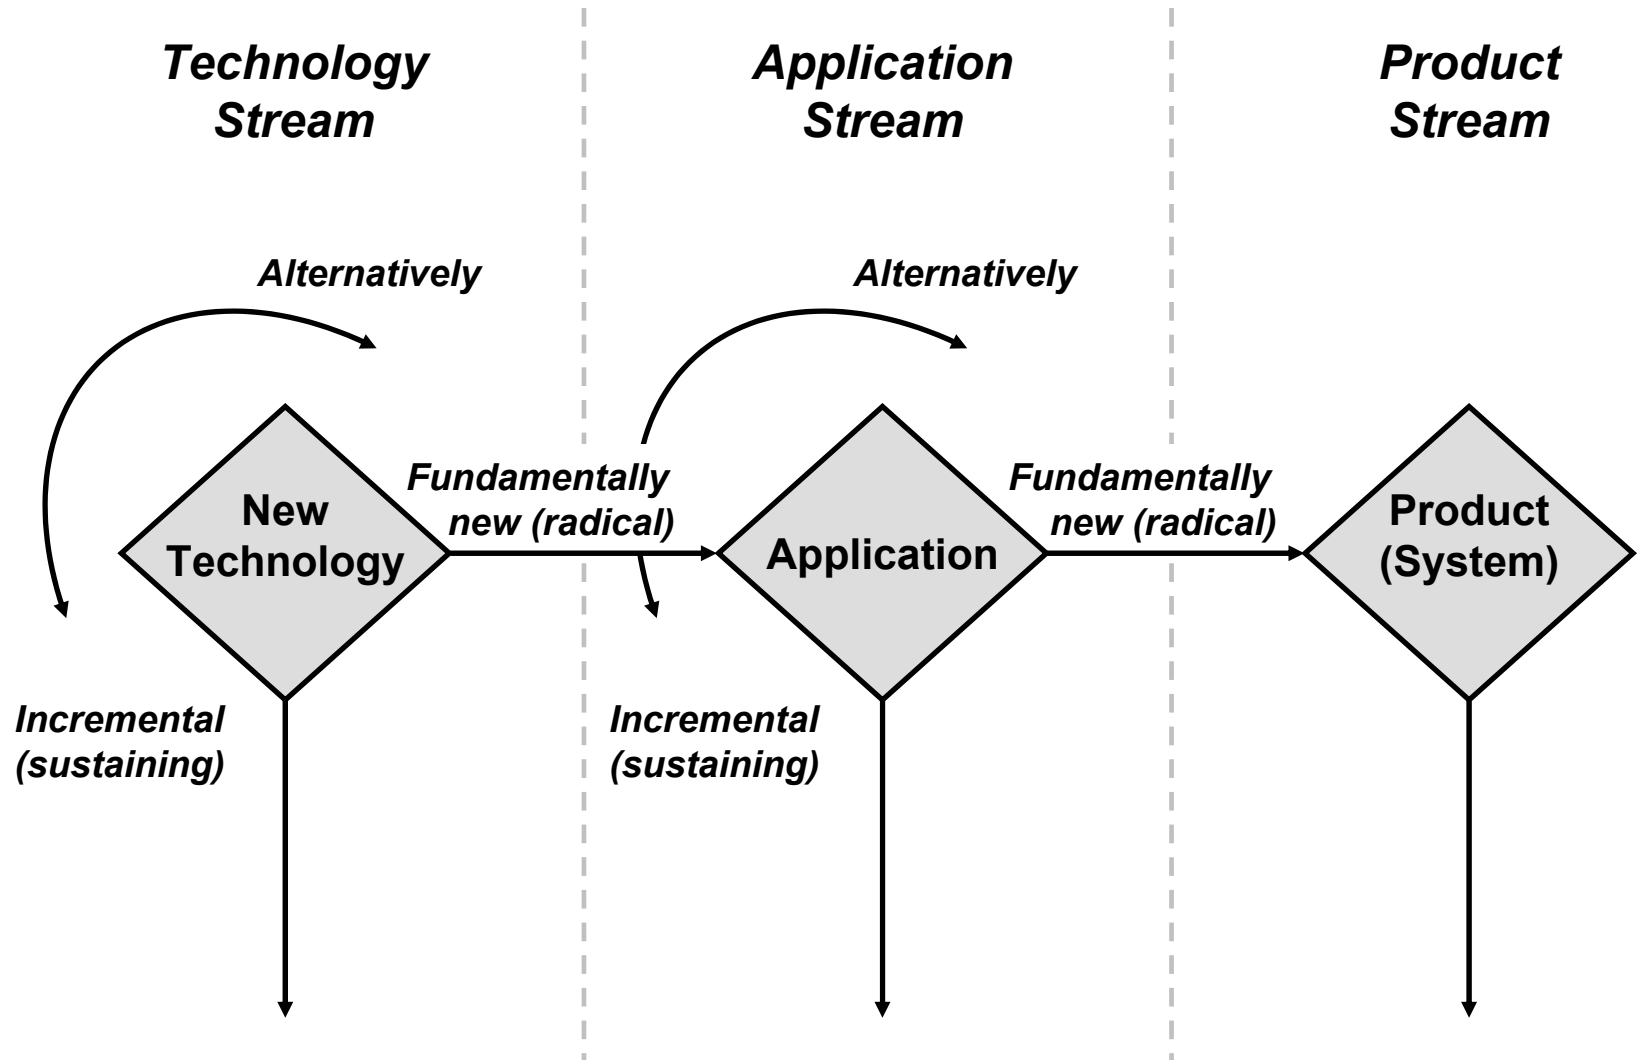 Technology
Stream
Application
Stream
Product
Stream
Alternatively
Alternatively
Fundamentally
new (radical)
Fundamentally
new (radical)
New
Technology
Application
Product
(System)
Incremental
(sustaining)
Incremental
(sustaining)